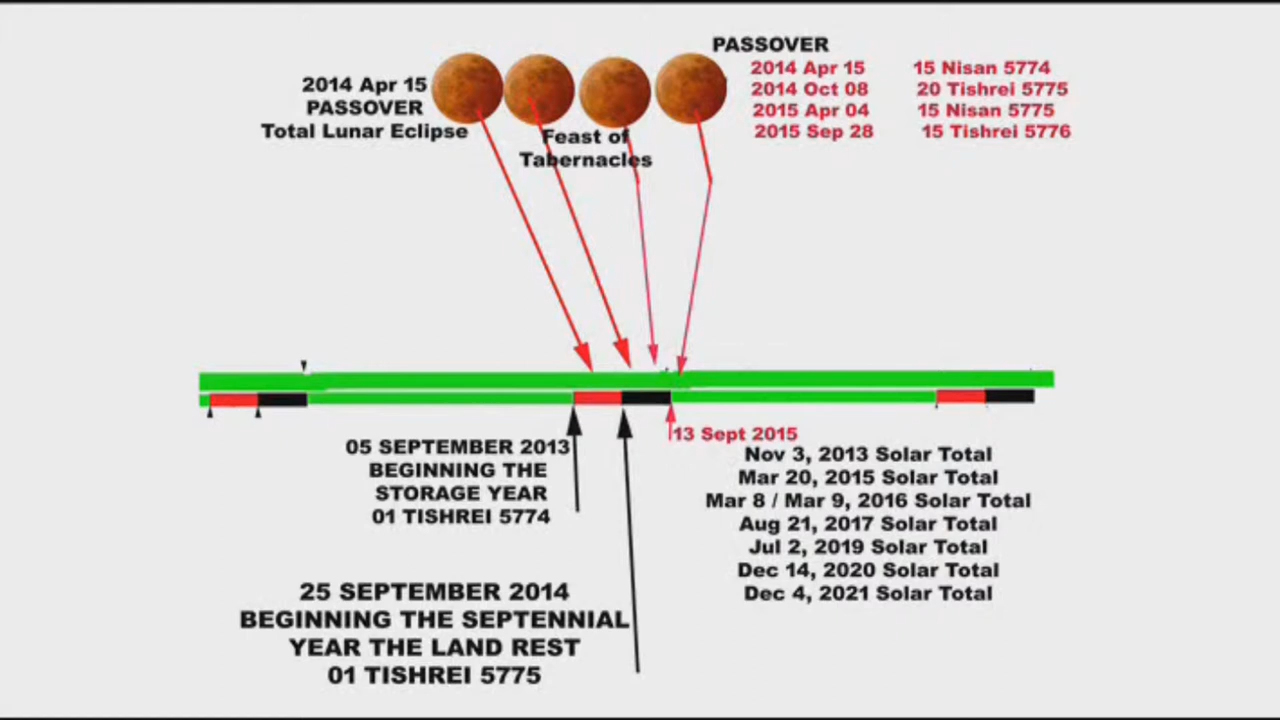 PASSOVER
2014 Apr 15 15 Nisan 5774
2014 Oct 08 20 Tishrei 5775
2015 Apr 04 15 Nisan 5775
2015 Sep 28 15 Tishrei 5776
2014 Apr 15
PASSOVER
Total Lunar Eclipse
Feast of
Tabernacles
05 SEPTEMBER 2013
BEGINNING THE
STORAGE YEAR
01 TISHREI 5774
13 Sept 2015
Nov 3, 2013 Solar Total
Mar 20, 2015 Solar Total
Mar 8 / Mar 9, 2016 Solar Total
Aug 21, 2017 Solar Total
Jul 2, 2019 Solar Total
Dec 14, 2020 Solar Total
Dec 4, 2021 Solar Total
25 SEPTEMBER 2014
BEGINNING THE SEPTENNIAL
YEAR THE LAND REST
01 TISHREI 5775